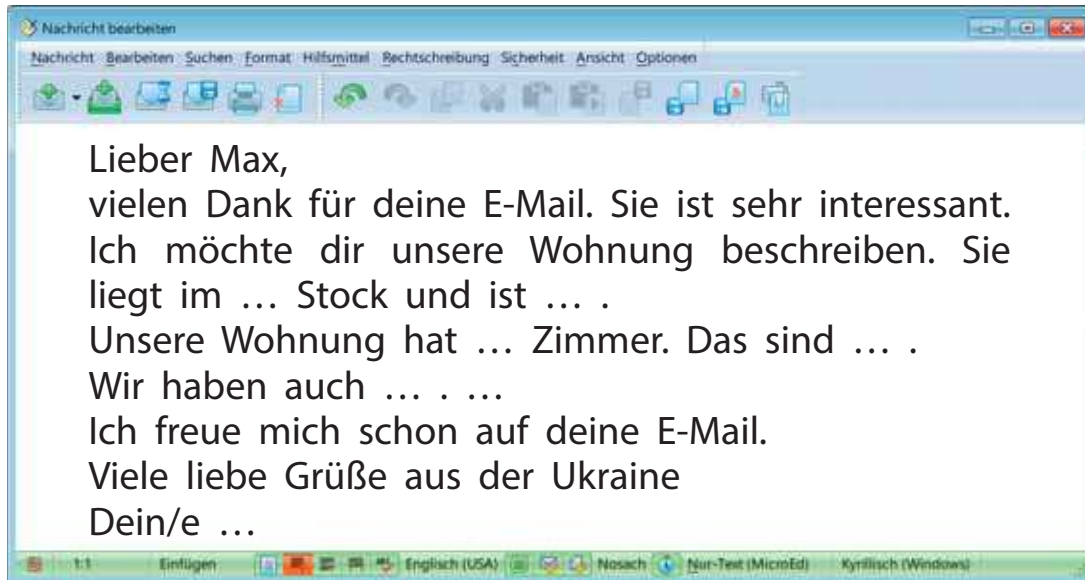 Nachricht bearbeiten
Nachricht Bearbeiten Suchen Format Hilfsmittel Rechtschreibung Sicherheit Ansicht Optionen
Lieber Max,
vielen Dank für deine E-Mail. Sie ist sehr interessant.
Ich möchte dir unsere Wohnung beschreiben. Sie
liegt im … Stock und ist … .
Unsere Wohnung hat … Zimmer. Das sind … .
Wir haben auch … . …
Ich freue mich schon auf deine E-Mail.
Viele liebe Grüße aus der Ukraine
Dein/e …
1:1 Einfügen Englisch (USA) Nosach Nur-Text (MicroEd) Kyrillisch (Windows)